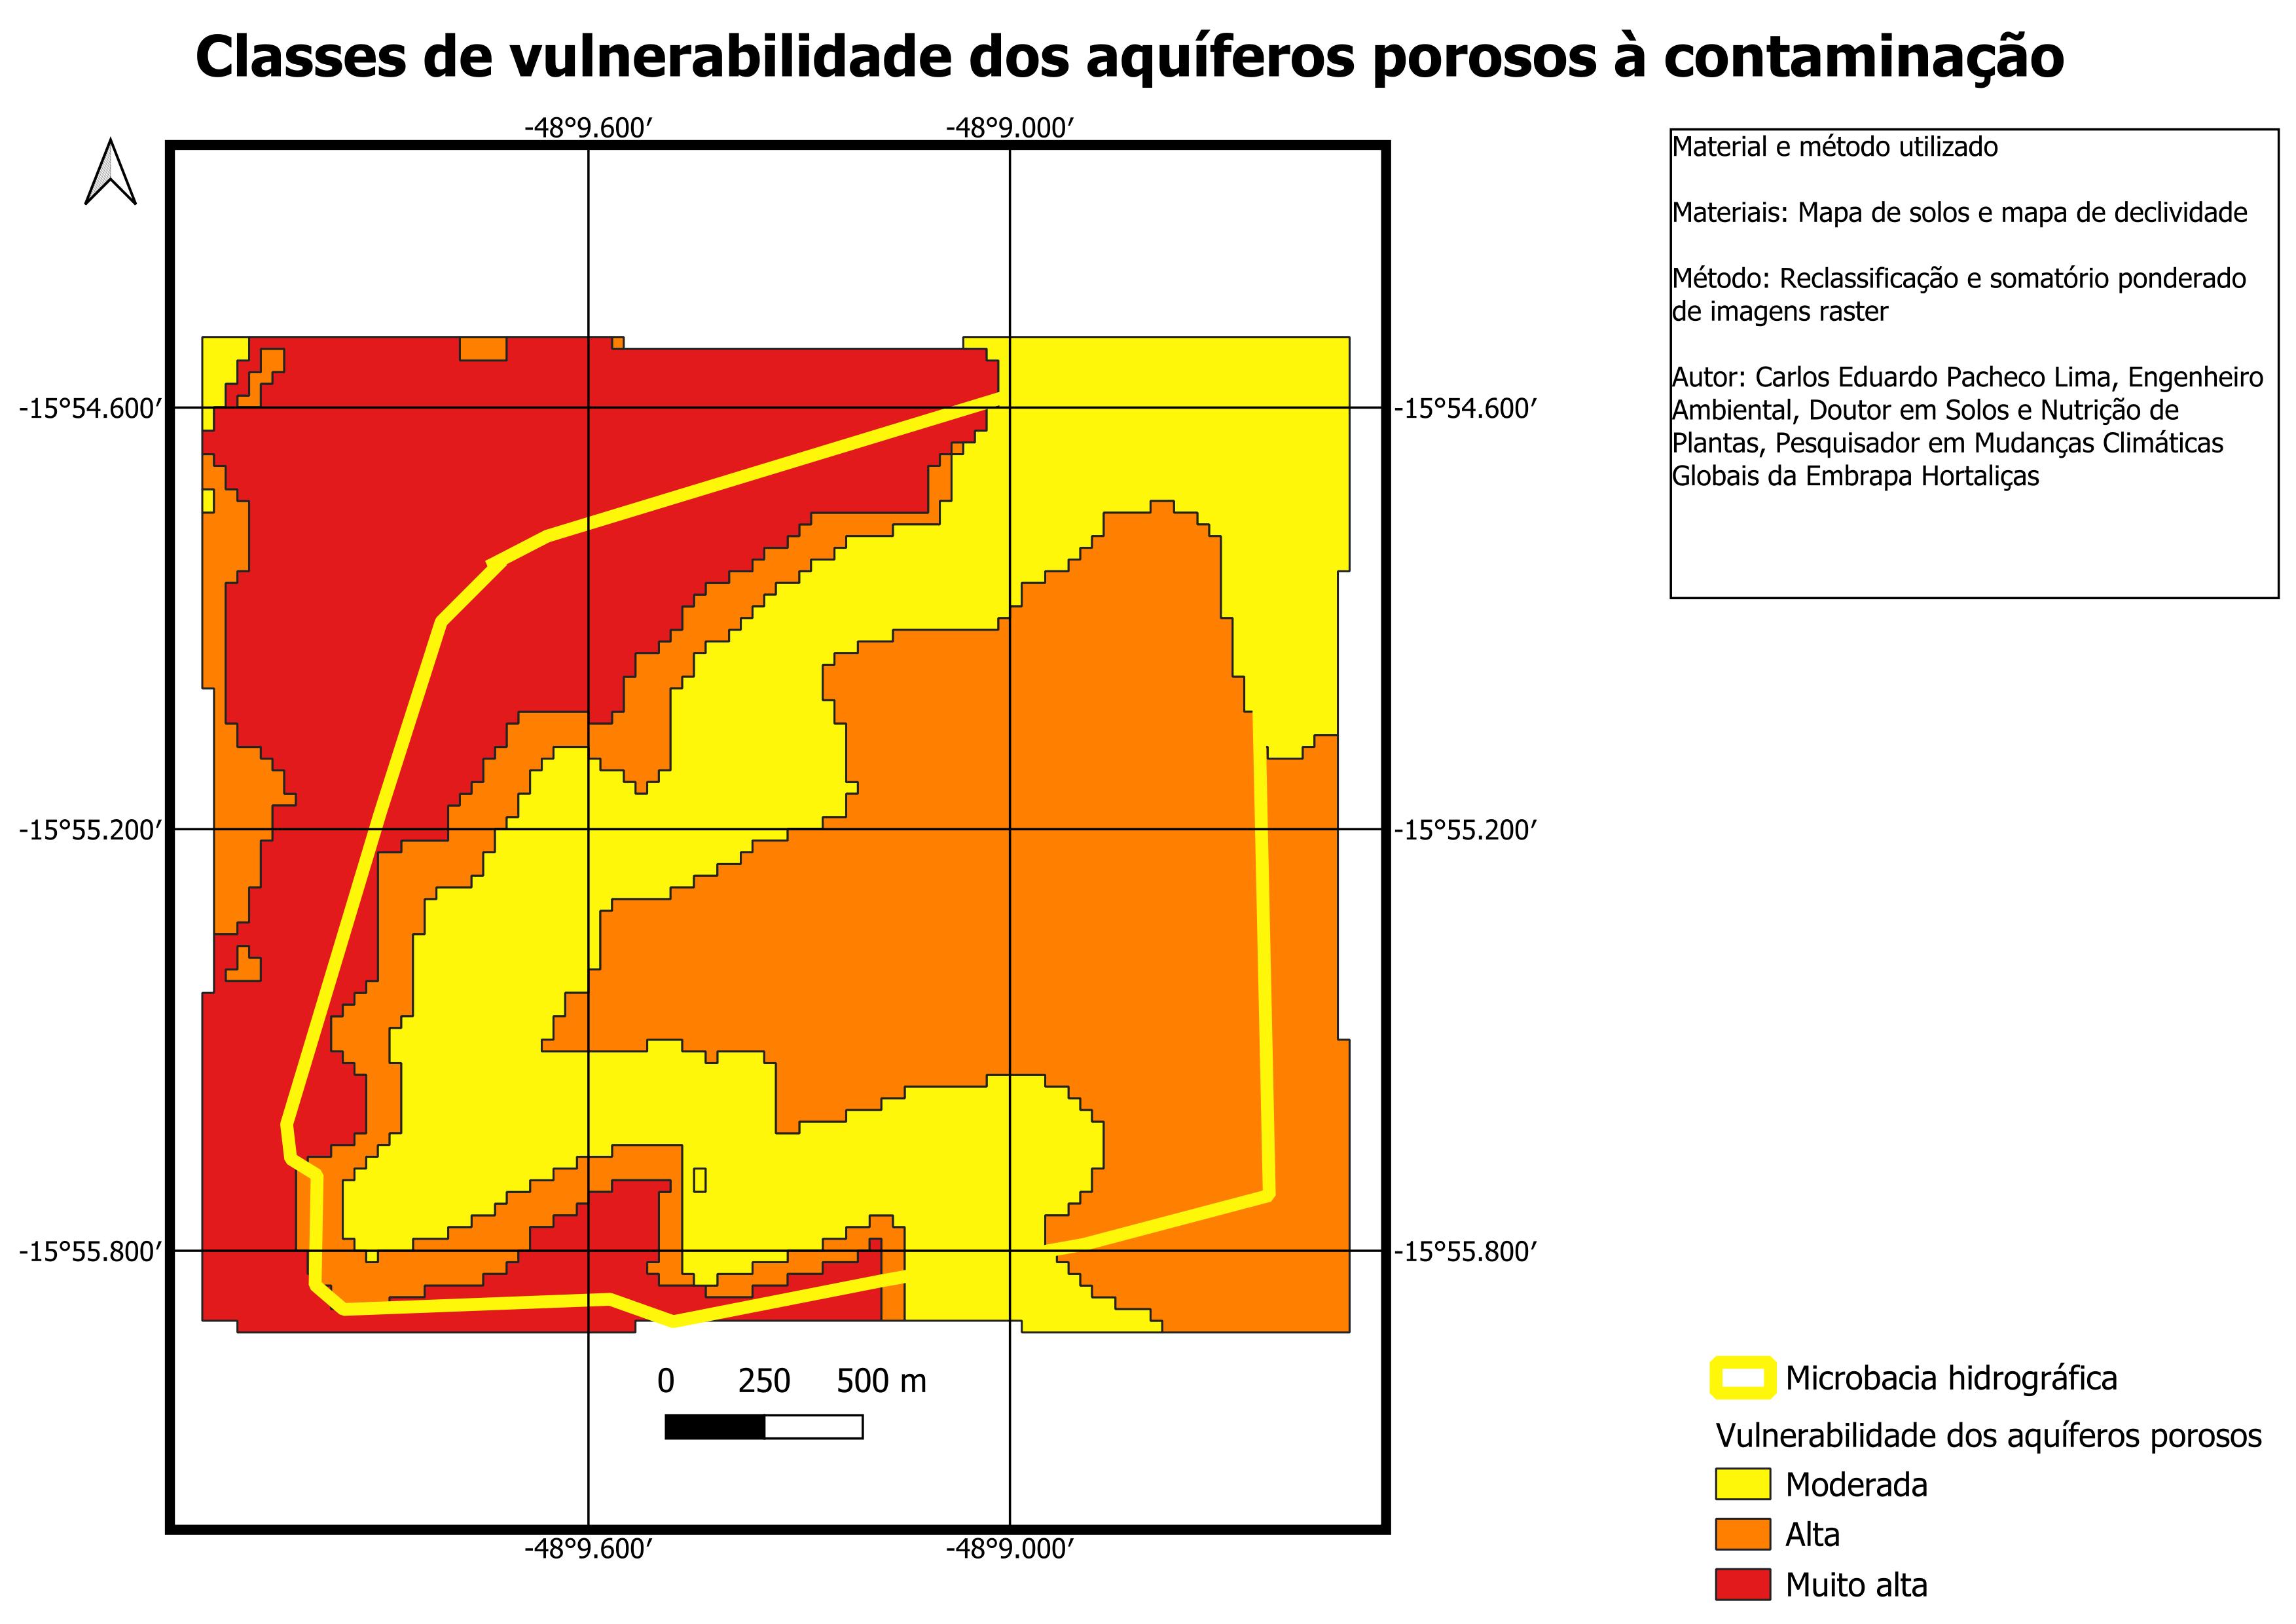 Classes de vulnerabilidade dos aquíferos porosos à contaminação
-48°9.600′
-48°9.000′
Material e método utilizado
Materiais: Mapa de solos e mapa de declividade
Método: Reclassificação e somatório ponderado
de imagens raster
Autor: Carlos Eduardo Pacheco Lima, Engenheiro
Ambiental, Doutor em Solos e Nutrição de
Plantas, Pesquisador em Mudanças Climáticas
Globais da Embrapa Hortaliças
-15°54.600′
-15°54.600′
-15°55.200′
-15°55.200′
-15°55.800′
-15°55.800′
0 250 500 m
-48°9.600′
-48°9.000′
Microbacia hidrográfica
Vulnerabilidade dos aquíferos porosos
Moderada
Alta
Muito alta